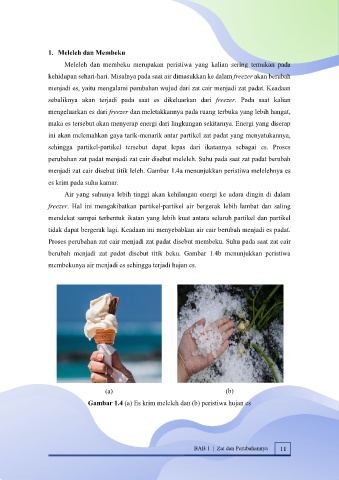 1. Meleleh dan Membeku
Meleleh dan membeku merupakan peristiwa yang kalian sering temukan pada
kehidupan sehari-hari. Misalnya pada saat air dimasukkan ke dalam freezer akan berubah
menjadi es, yaitu mengalami perubahan wujud dari zat cair menjadi zat padat. Keadaan
sebaliknya akan terjadi pada saat es dikeluarkan dari freezer. Pada saat kalian
mengeluarkan es dari freezer dan meletakkannya pada ruang terbuka yang lebih hangat,
maka es tersebut akan menyerap energi dari lingkungan sekitarnya. Energi yang diserap
ini akan melemahkan gaya tarik-menarik antar partikel zat padat yang menyatukannya,
sehingga partikel-partikel tersebut dapat lepas dari ikatannya sebagai es. Proses
perubahan zat padat menjadi zat cair disebut meleleh. Suhu pada saat zat padat berubah
menjadi zat cair disebut titik leleh. Gambar 1.4a menunjukkan peristiwa melelehnya es
es krim pada suhu kamar.
Air yang suhunya lebih tinggi akan kehilangan energi ke udara dingin di dalam
freezer. Hal ini mengakibatkan partikel-partikel air bergerak lebih lambat dan saling
mendekat sampai terbentuk ikatan yang lebih kuat antara seluruh partikel dan partikel
tidak dapat bergerak lagi. Keadaan ini menyebabkan air cair berubah menjadi es padat.
Proses perubahan zat cair menjadi zat padat disebut membeku. Suhu pada saat zat cair
berubah menjadi zat padat disebut titik beku. Gambar 1.4b menunjukkan peristiwa
membekunya air menjadi es sehingga terjadi hujan es.
(a) (b)
Gambar 1.4 (a) Es krim meleleh dan (b) peristiwa hujan es
BAB 1 | Zat dan Perubahannya 11